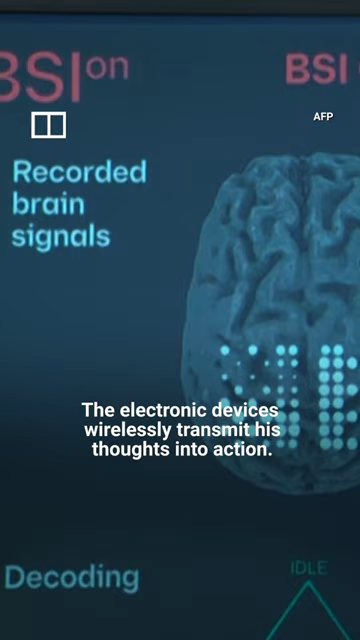 BSI on
BSI
AFP
Recorded
brain
signals
The electronic devices
wirelessly transmit his
thoughts into action.
Decoding
IDLE